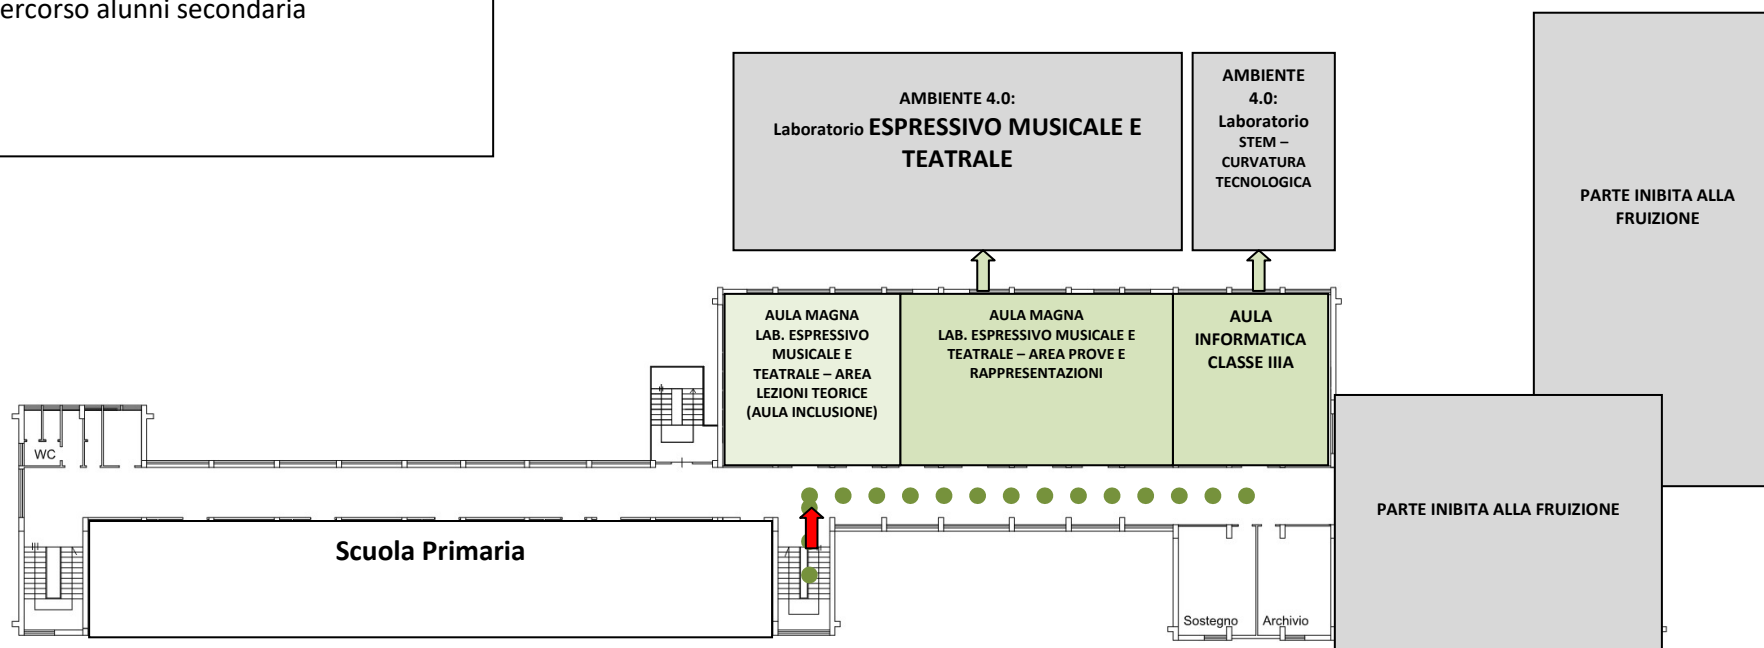 ercorso alunni secondaria
AMBIENTE 4.0:
Laboratorio ESPRESSIVO MUSICALE E
TEATRALE
AMBIENTE
4.0:
Laboratorio
STEM –
CURVATURA
TECNOLOGICA
PARTE INIBITA ALLA
FRUIZIONE
AULA MAGNA
LAB. ESPRESSIVO
MUSICALE E
TEATRALE – AREA
LEZIONI TEORICE
(AULA INCLUSIONE)
AULA MAGNA
LAB. ESPRESSIVO MUSICALE E
TEATRALE – AREA PROVE E
RAPPRESENTAZIONI
AULA
INFORMATICA
CLASSE IIIA
WC
PARTE INIBITA ALLA FRUIZIONE
Scuola Primaria
Sostegno
Archivio